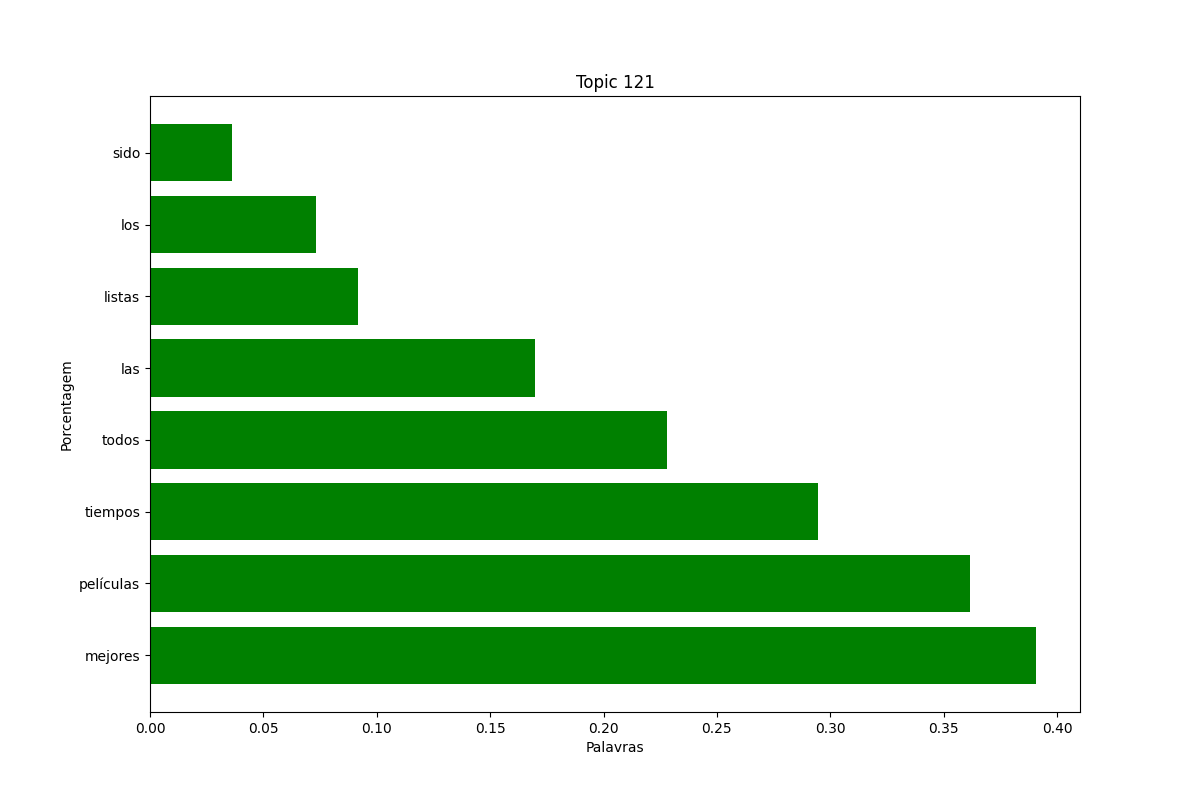 Topic 121
sido
los
listas
las
todos
tiempos
películas
mejores
Porcentagem
0.00 0.05 0.10 0.15 0.20 0.25 0.30 0.35 0.40
Palavras